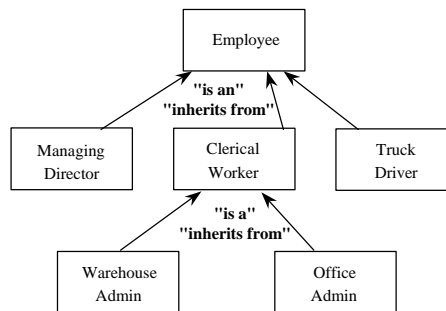 Employee
"is an"
"inherits from"
Managing
Director
Clerical
Worker
Truck
Driver
"is a"
"inherits from"
Warehouse
Admin
Office
Admin